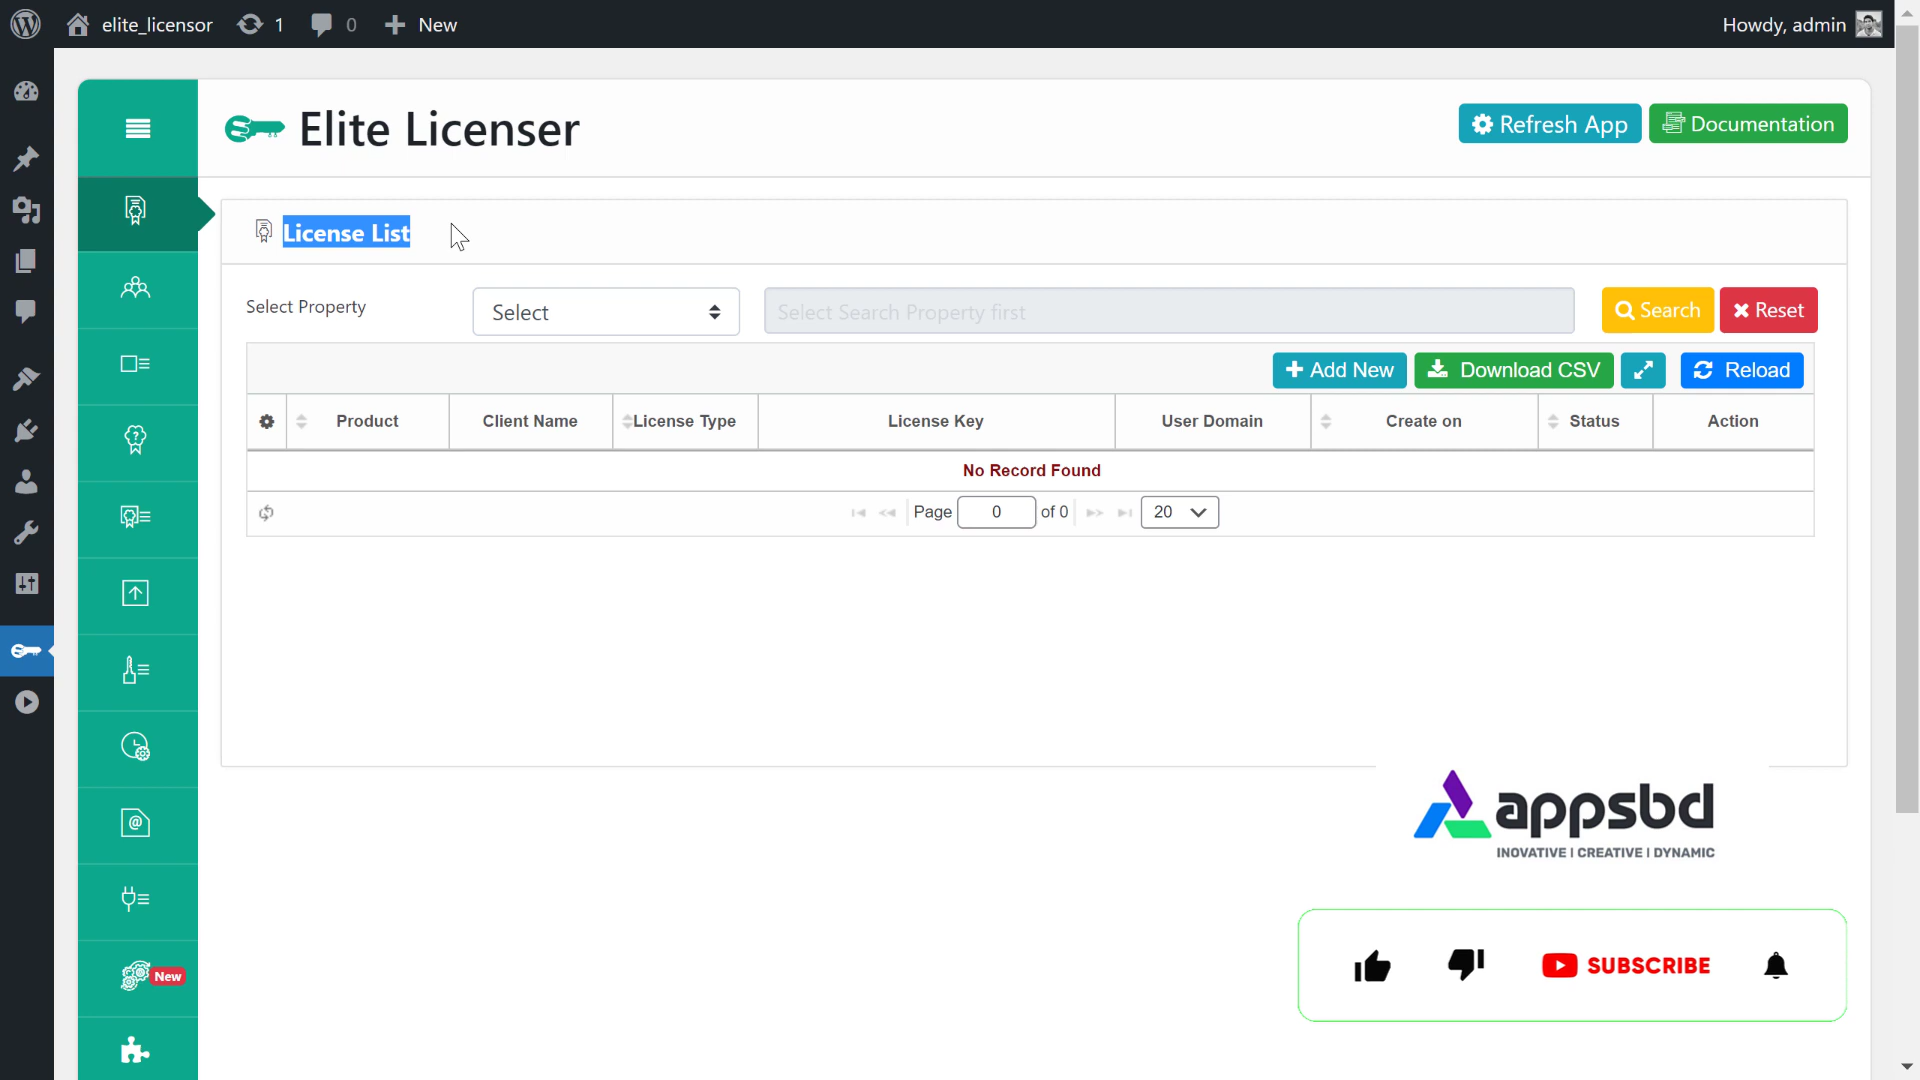 elite_licensor 1 0 New
Howdy, admin
Elite Licenser
Refresh App
Documentation
License List
Select Property
Select
Select Search Property first
Search
Reset
Add New
Download CSV
Reload
Product Client Name License Type License Key User Domain Create on Status Action
No Record Found
Page 0 of 0 20
appsbd
INOVATIVE | CREATIVE | DYNAMIC
SUBSCRIBE
New